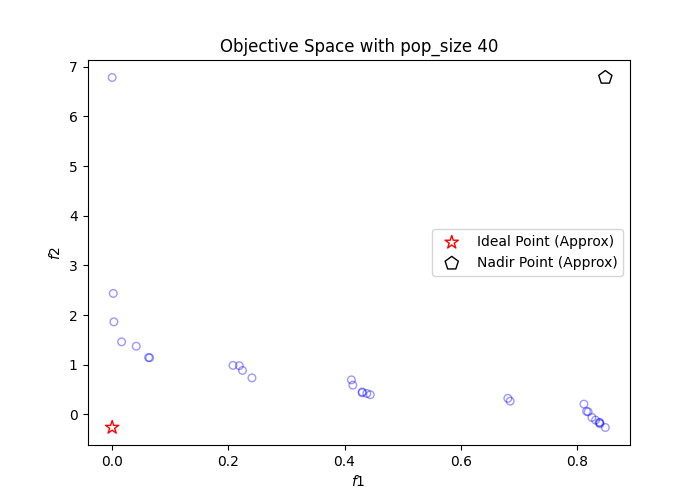 Objective Space with pop_size 40
7
6
5
4
3
2
1
0
f2
Ideal Point (Approx)
Nadir Point (Approx)
0.0 0.2 0.4 0.6 0.8
f1